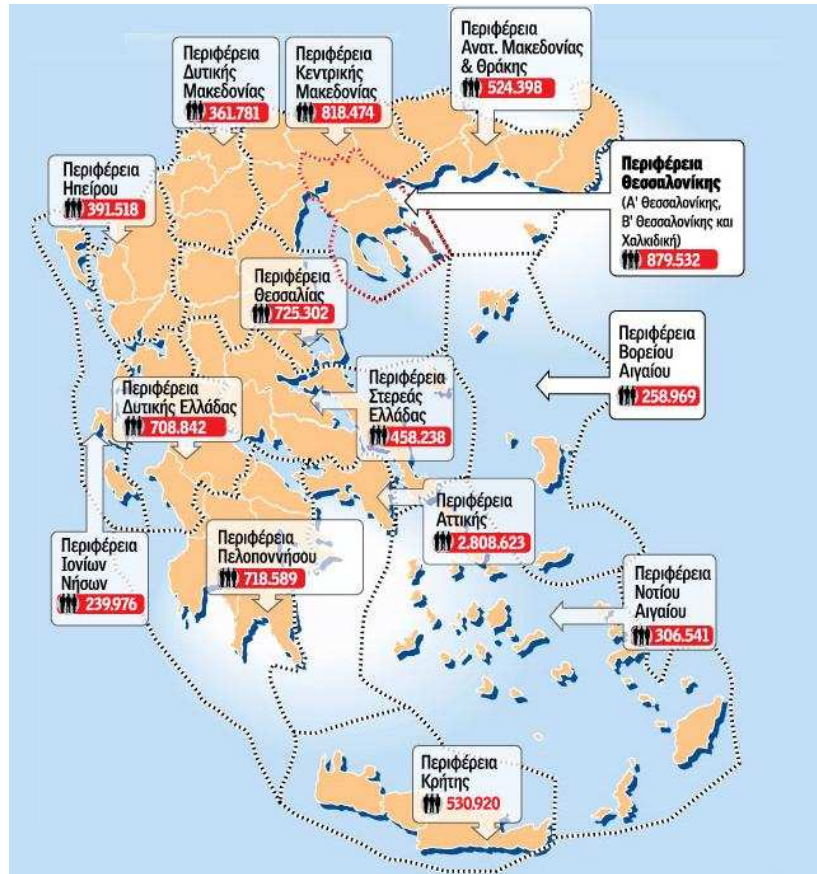 Περιφέρεια
Δυτικής
Μακεδονίας
361.781
Περιφέρεια
Κεντρικής
Μακεδονίας
818.474
Περιφέρεια
Ανατ. Μακεδονίας
& Θράκης
524.398
Περιφέρεια
Ηπείρου
391.518
Περιφέρεια
Θεσσαλονίκης
(Α' Θεσσαλονίκης,
Β' Θεσσαλονίκης και
Χαλκιδική)
879.532
Περιφέρεια
Θεσσαλίας
725.302
Περιφέρεια
Βορείου
Αιγαίου
258.969
Περιφέρεια
Δυτικής Ελλάδας
708.842
Περιφέρεια
Στερεάς
Ελλάδας
458.238
Περιφέρεια
Αττικής
2.808.623
Περιφέρεια
Ιονίων
Νήσων
239.976
Περιφέρεια
Πελοποννήσου
718.589
Περιφέρεια
Νοτίου
Αιγαίου
306.541
Περιφέρεια
Κρήτης
530.920